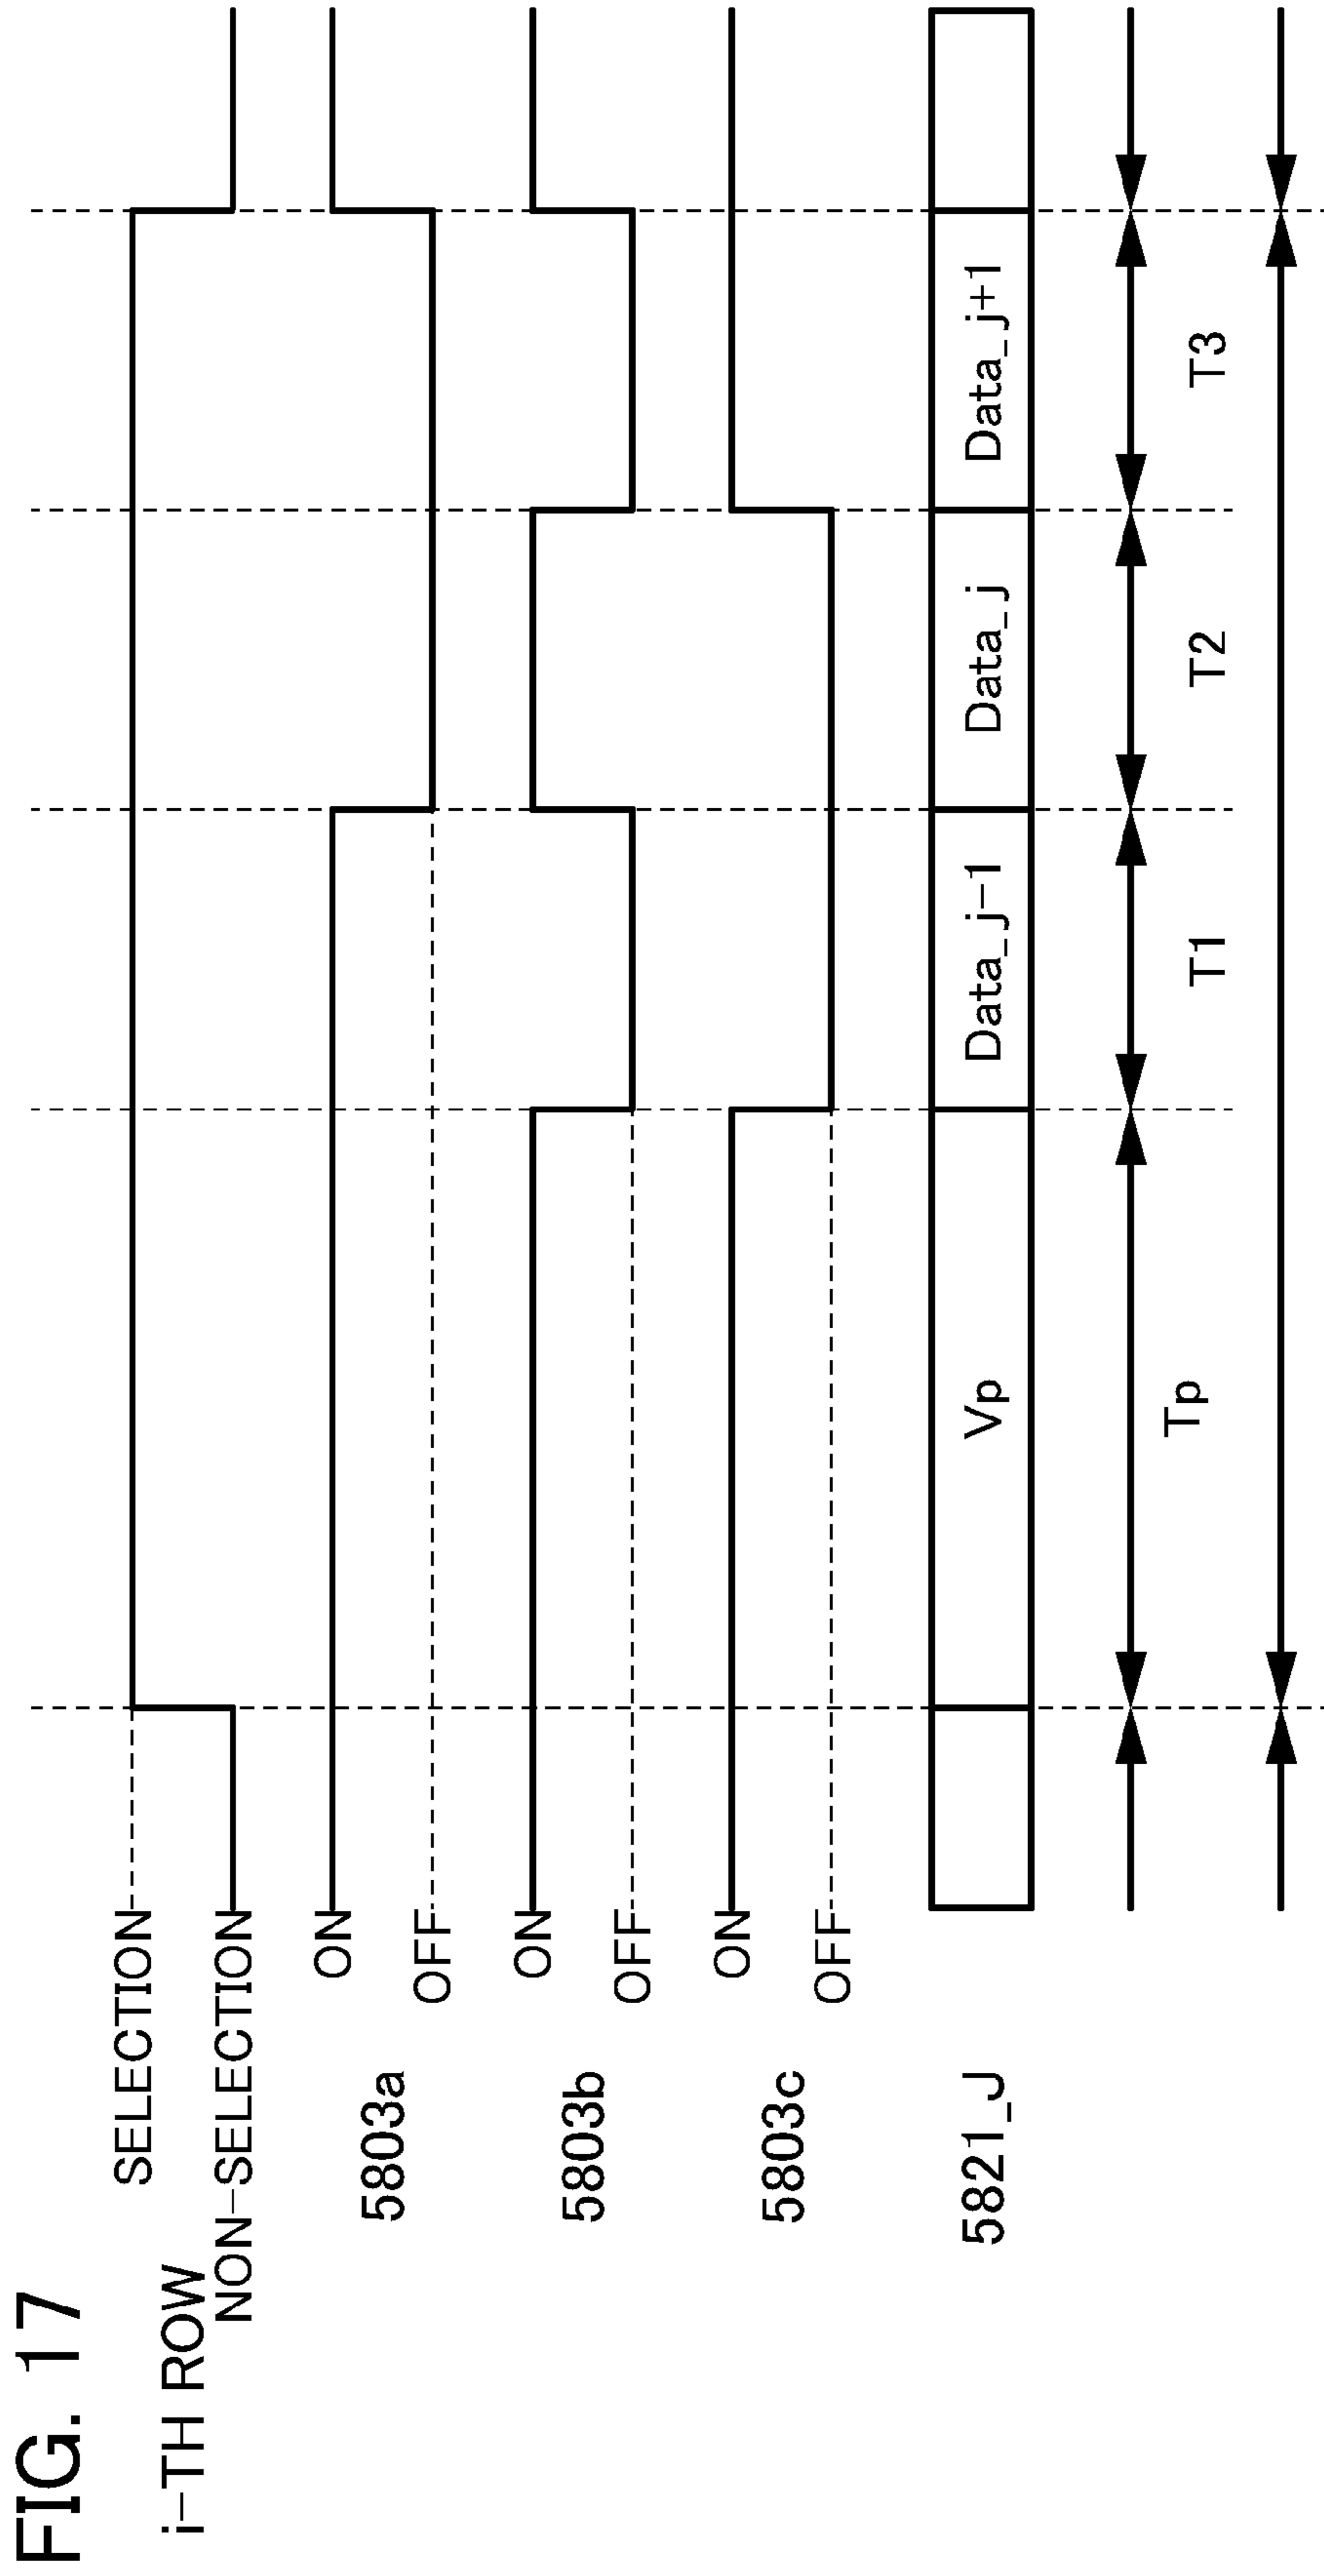 FIG. 17
i-TH ROW
SELECTION
NON-SELECTION
5803a
ON
OFF
5803b
ON
OFF
5803c
ON
OFF
5821_J
Vp
Data_j-1
Data_j
Data_j+1
Tp
T1
T2
T3